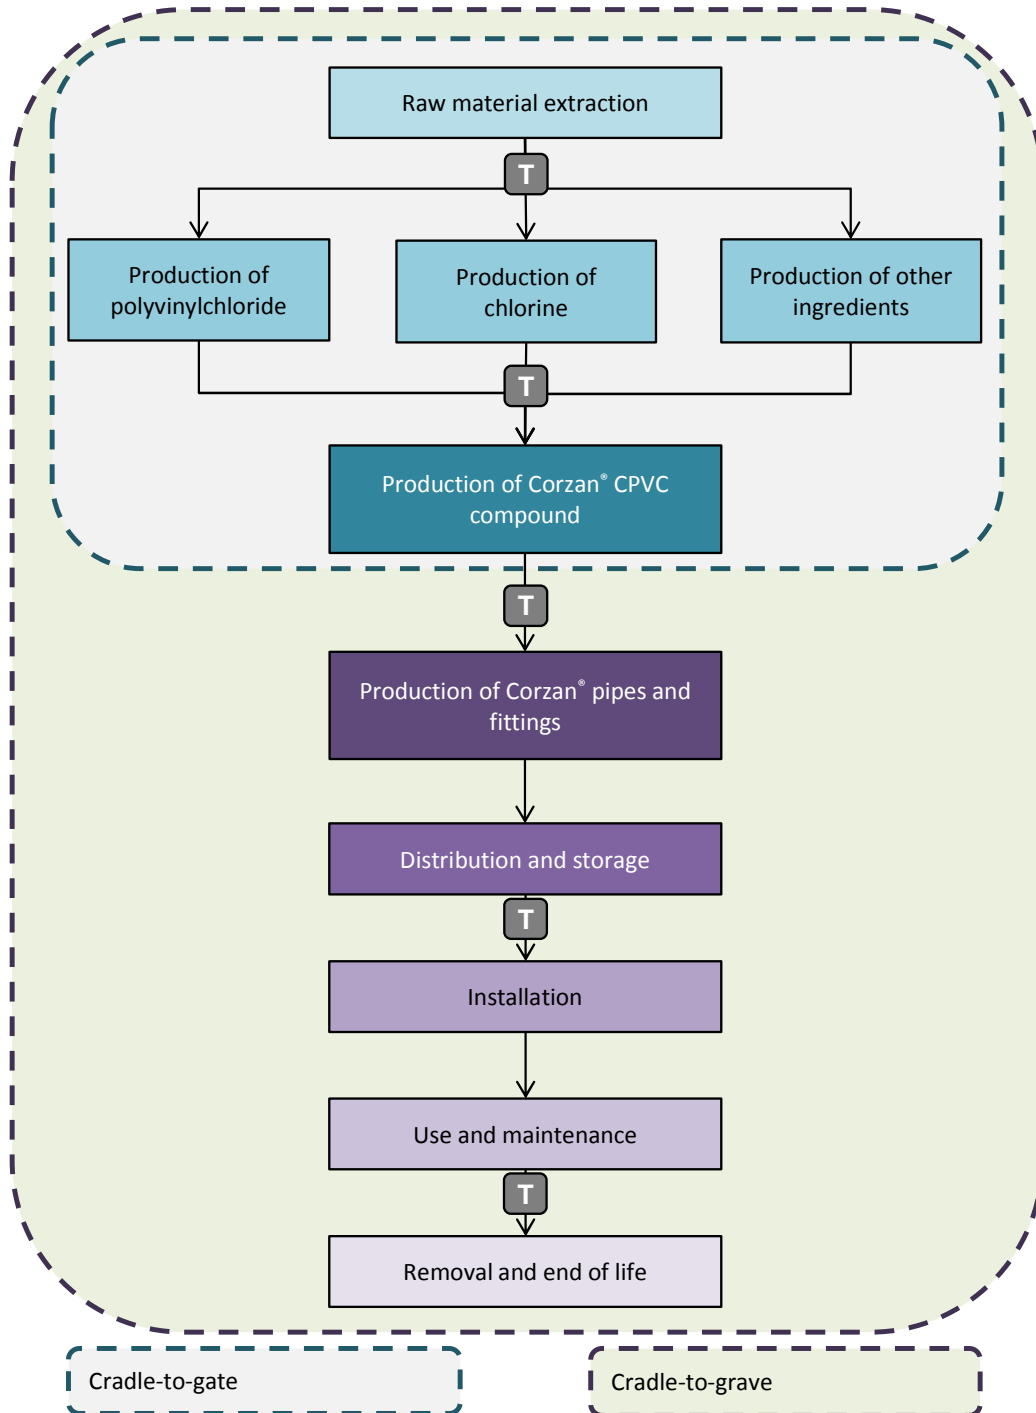 Raw material extraction
T
Production of
polyvinylchloride
Production of
chlorine
Production of other
ingredients
T
Production of Corzan® CPVC
compound
T
Production of Corzan® pipes and
fittings
Distribution and storage
T
Installation
Use and maintenance
T
Removal and end of life
Cradle-to-gate
Cradle-to-grave